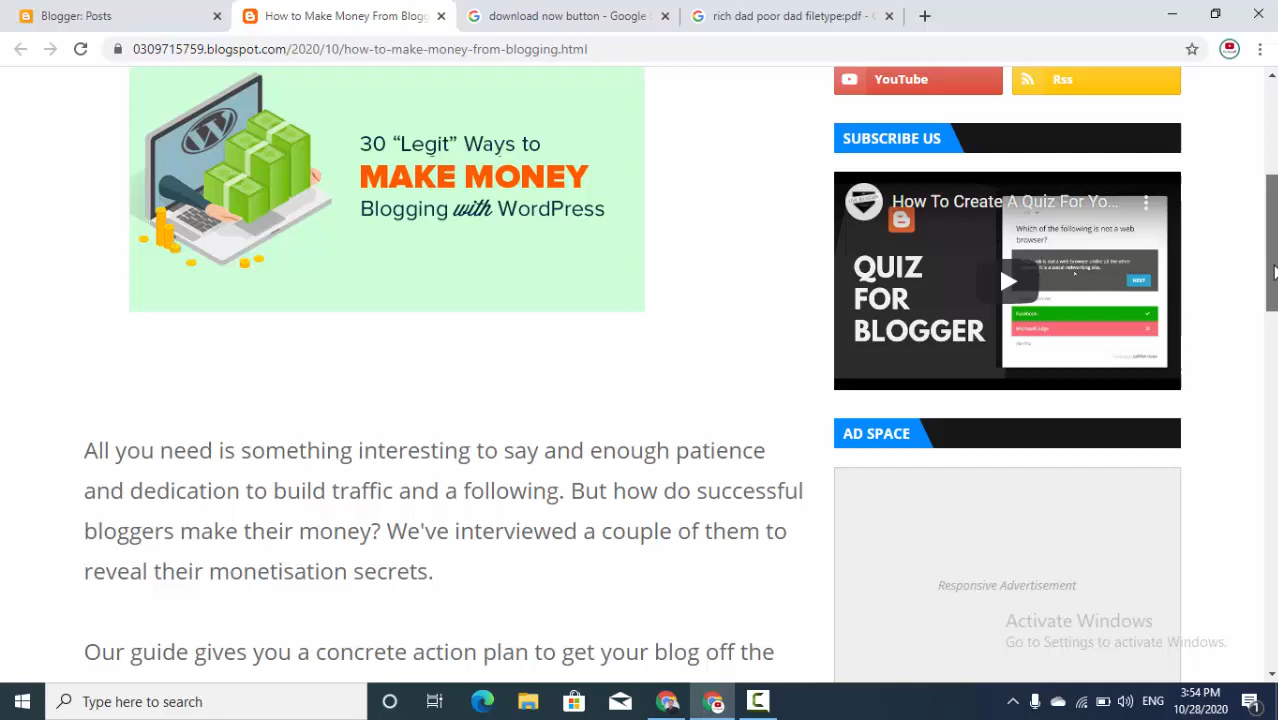 Blogger: Posts
How to Make Money From Blogg
download now button - Google
rich dad poor dad filetype:pdf -
0309715759.blogspot.com/2020/10/how-to-make-money-from-blogging.html
YouTube
Rss
30 “Legit” Ways to
MAKE MONEY
Blogging with WordPress
SUBSCRIBE US
How To Create A Quiz For Yo...
Which of the following is not a web
browser?
NEXT
Facebook
QUIZ
FOR
BLOGGER
AD SPACE
Responsive Advertisement
All you need is something interesting to say and enough patience
and dedication to build traffic and a following. But how do successful
bloggers make their money? We've interviewed a couple of them to
reveal their monetisation secrets.
Our guide gives you a concrete action plan to get your blog off the
Activate Windows
Go to Settings to activate Windows.
Type here to search
ENG
3:54 PM
10/28/2020